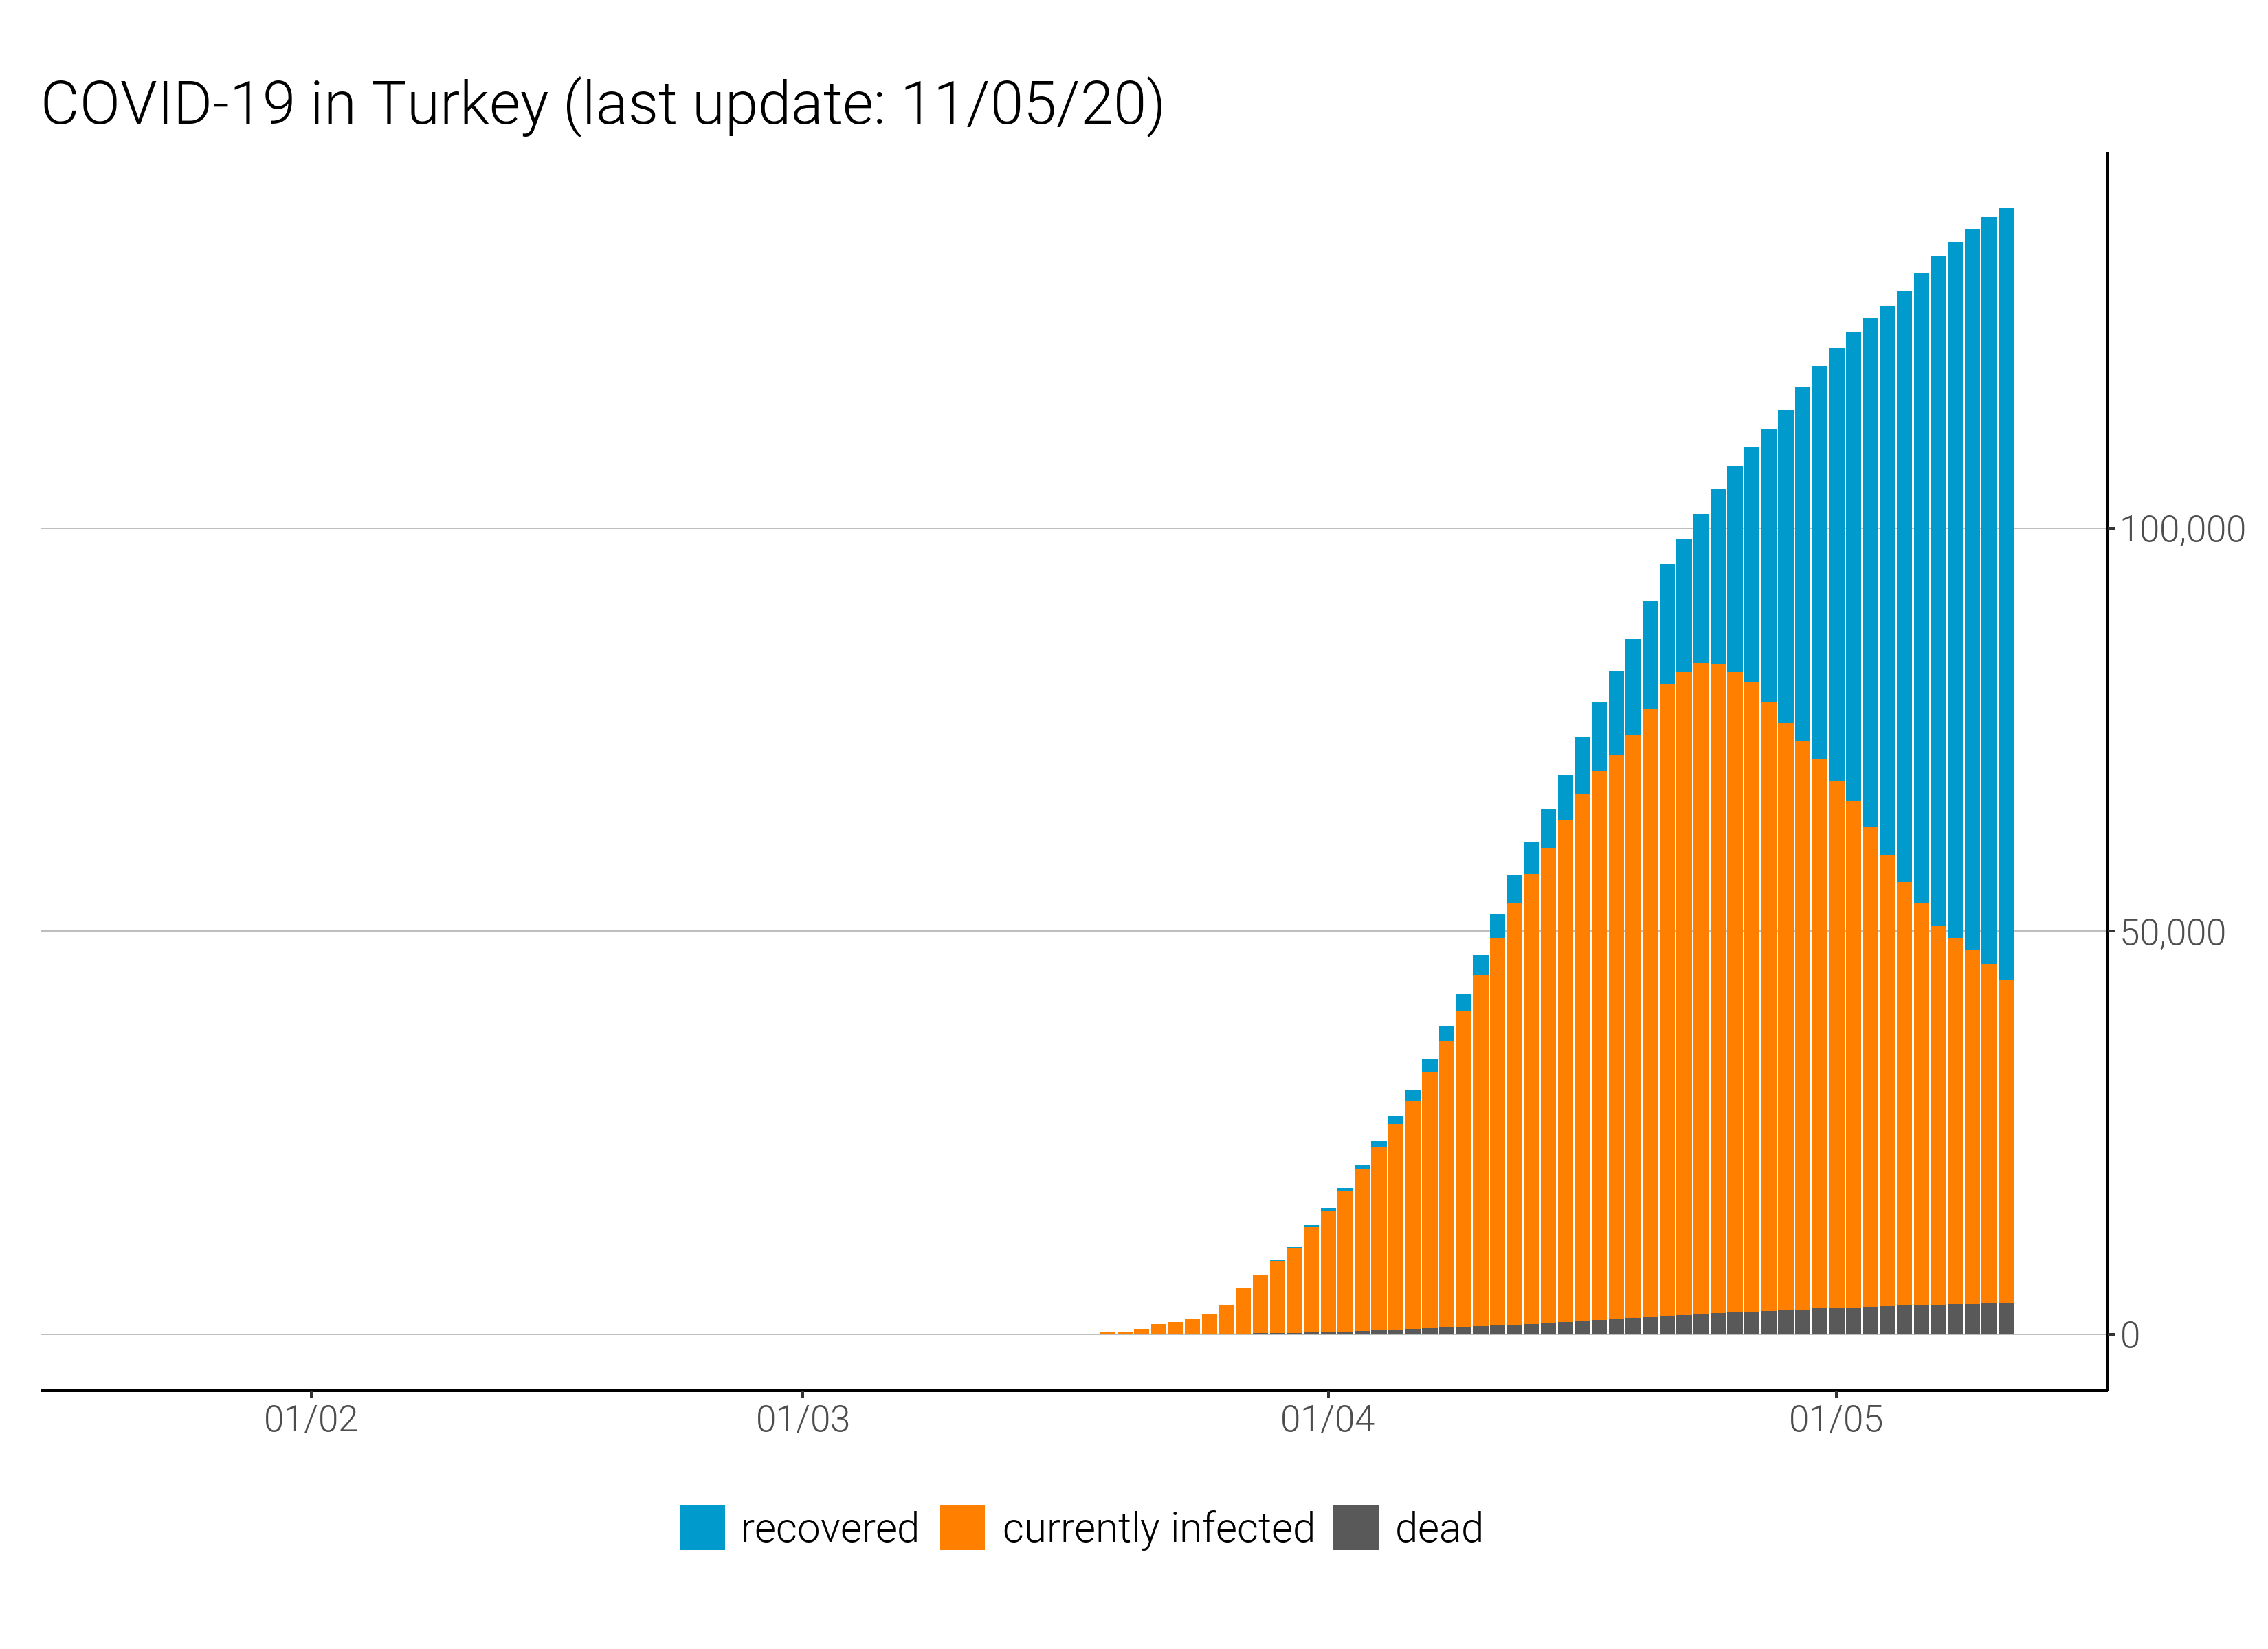 COVID-19 in Turkey (last update: 11/05/20)
100,000
50,000
0
01/02 01/03 01/04 01/05
recovered currently infected dead